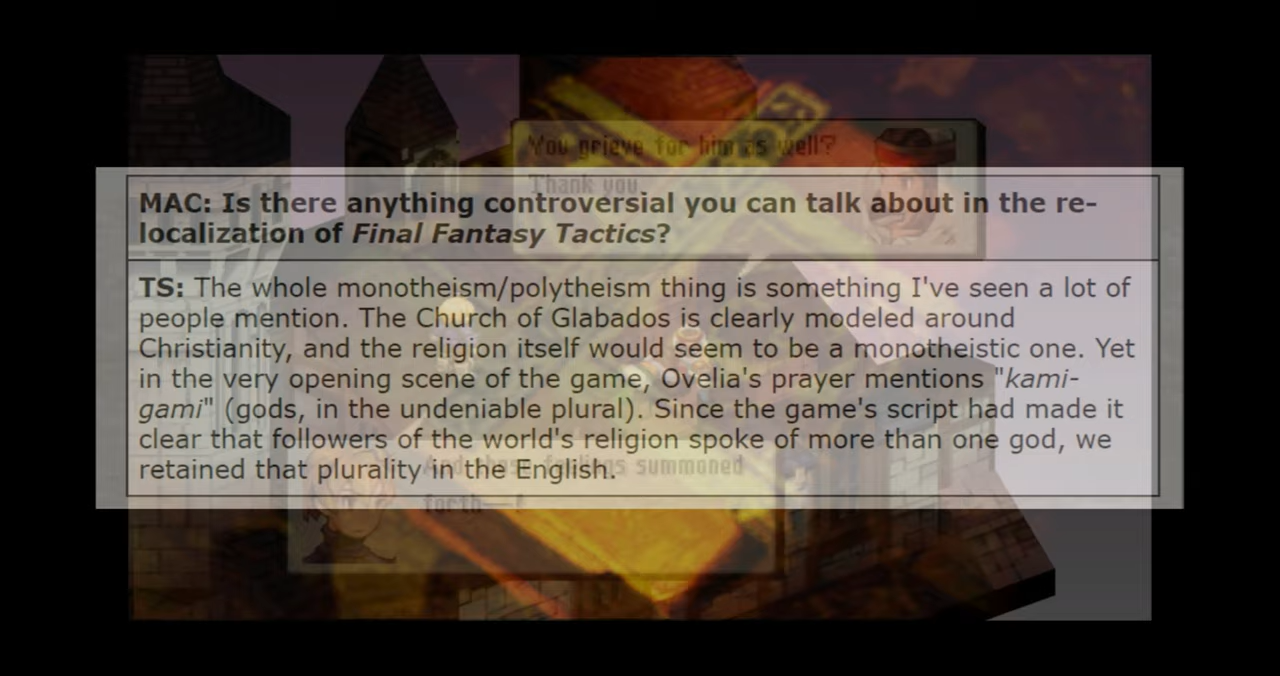 You grieve for him as well?
Thank you.
MAC: Is there anything controversial you can talk about in the re-
localization of Final Fantasy Tactics?
TS: The whole monotheism/polytheism thing is something I've seen a lot of
people mention. The Church of Glabados is clearly modeled around
Christianity, and the religion itself would seem to be a monotheistic one. Yet
in the very opening scene of the game, Ovelia's prayer mentions "kami-
gami" (gods, in the undeniable plural). Since the game's script had made it
clear that followers of the world's religion spoke of more than one god, we
retained that plurality in the English.
And those feelings summoned
forth—!